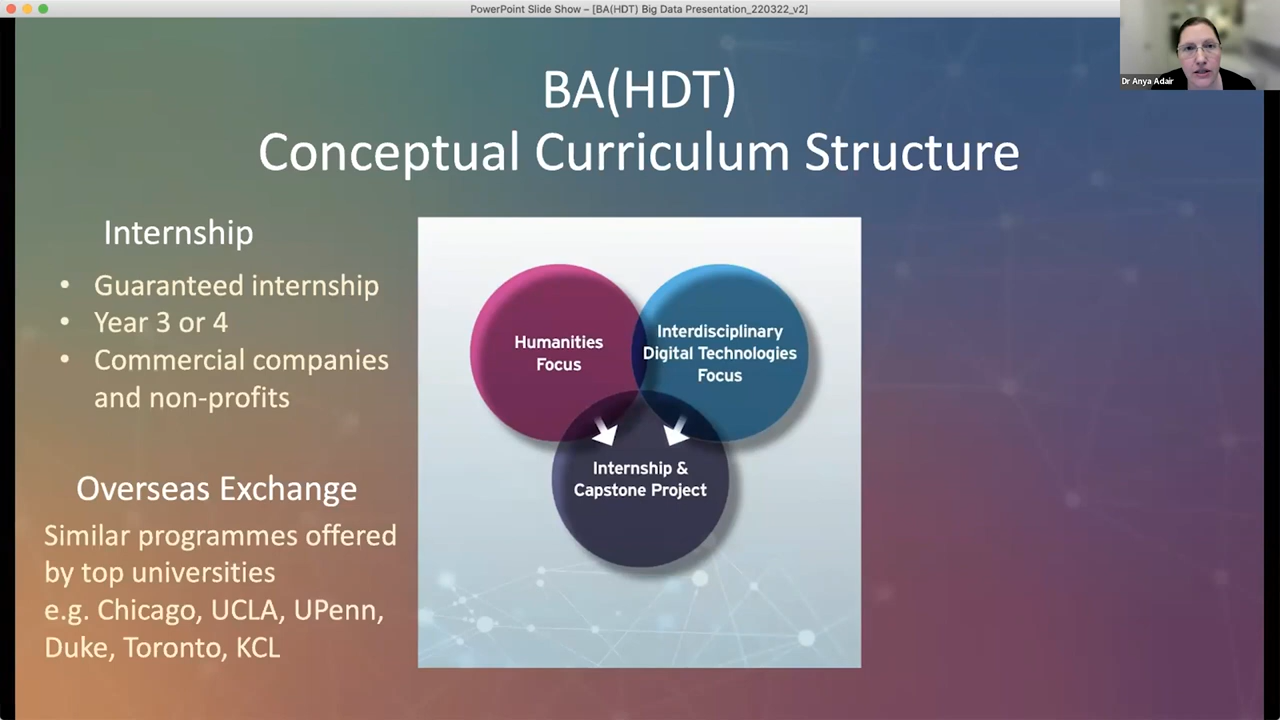 PowerPoint Slide Show – [BA(HDT) Big Data Presentation_220322_v2]
Dr Anya Adair
BA(HDT)
Conceptual Curriculum Structure
Internship
• Guaranteed internship
• Year 3 or 4
• Commercial companies
and non-profits
Overseas Exchange
Similar programmes offered
by top universities
e.g. Chicago, UCLA, UPenn,
Duke, Toronto, KCL
Humanities
Focus
Interdisciplinary
Digital Technologies
Focus
Internship &
Capstone Project